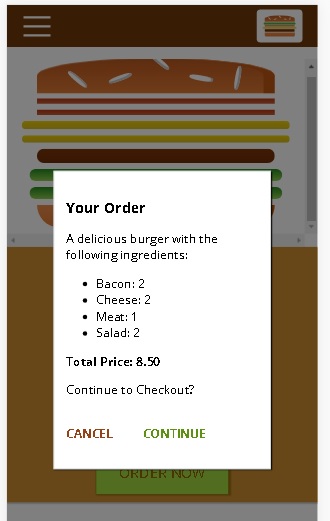 Your Order
A delicious burger with the
following ingredients:
Bacon: 2
Cheese: 2
Meat: 1
Salad: 2
Total Price: 8.50
Continue to Checkout?
CANCEL CONTINUE
ORDER NOW